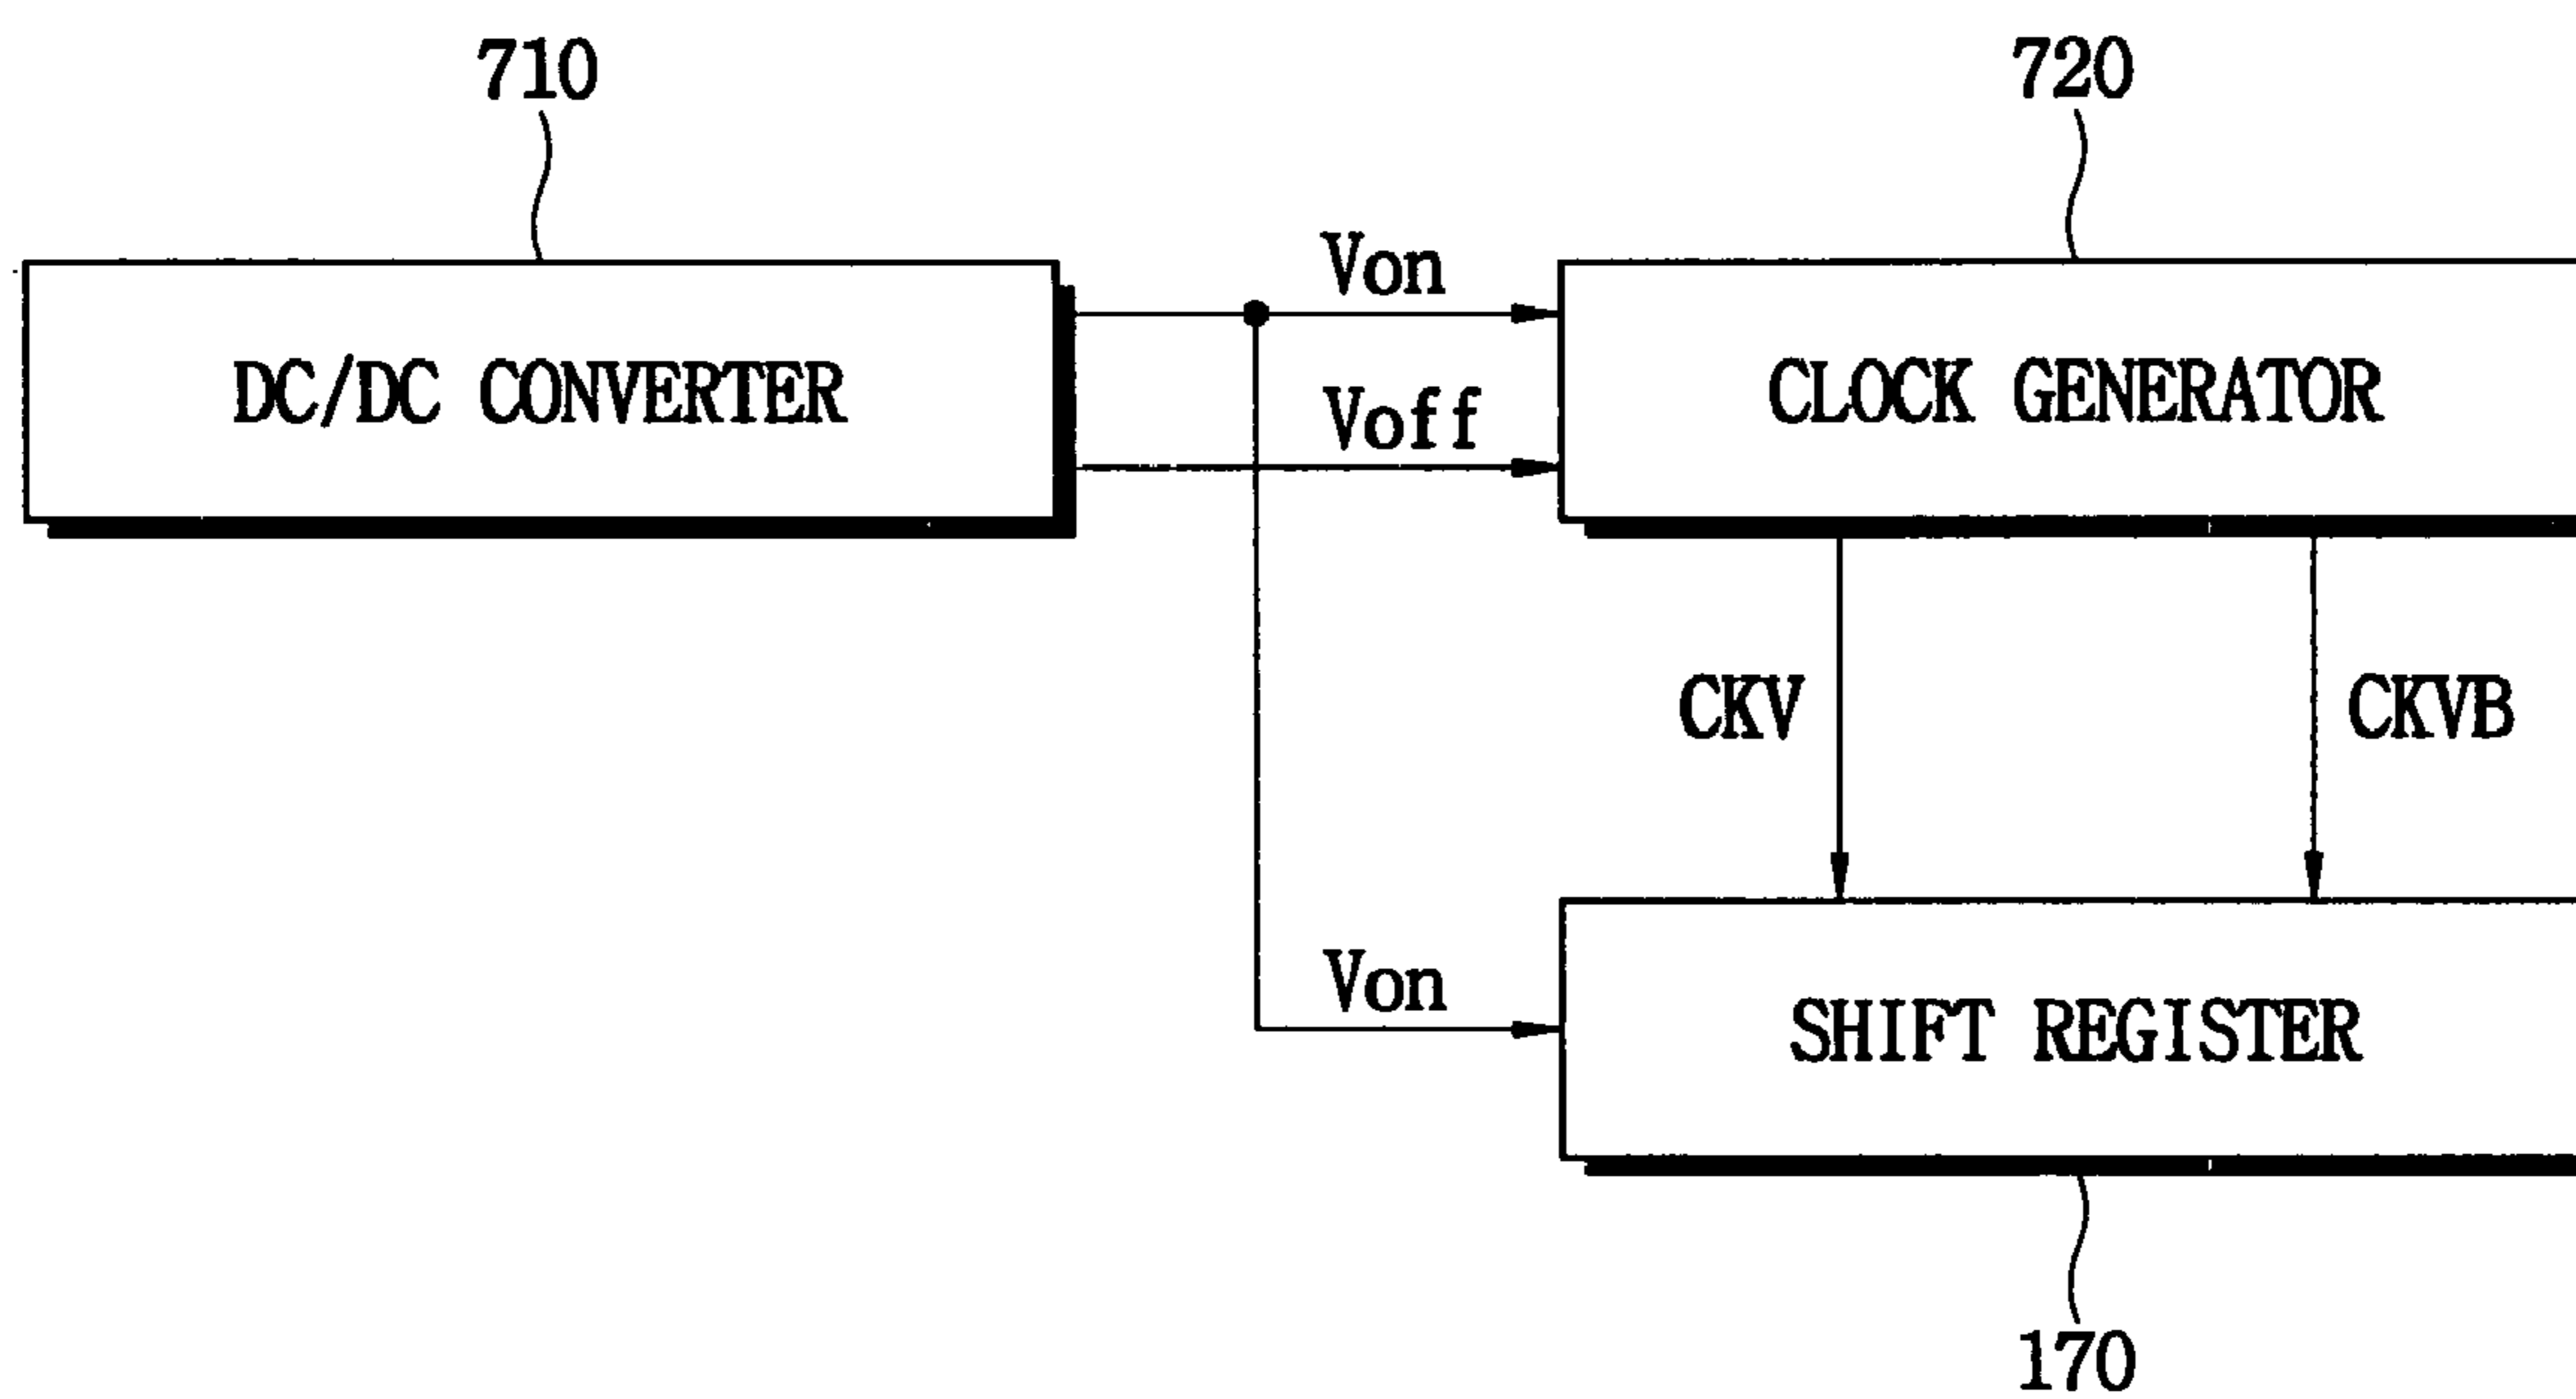 710
720
DC/DC CONVERTER
Von
Voff
CLOCK GENERATOR
CKV
CKVB
Von
SHIFT REGISTER
170